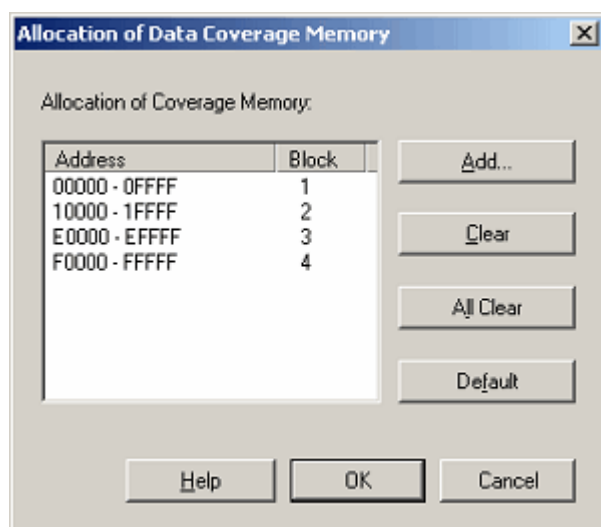 Allocation of Data Coverage Memory
Allocation of Coverage Memory:
Address Block
00000 - 0FFFF 1
10000 - 1FFFF 2
E0000 - EFFFF 3
F0000 - FFFFF 4
Add...
Clear
All Clear
Default
Help OK Cancel